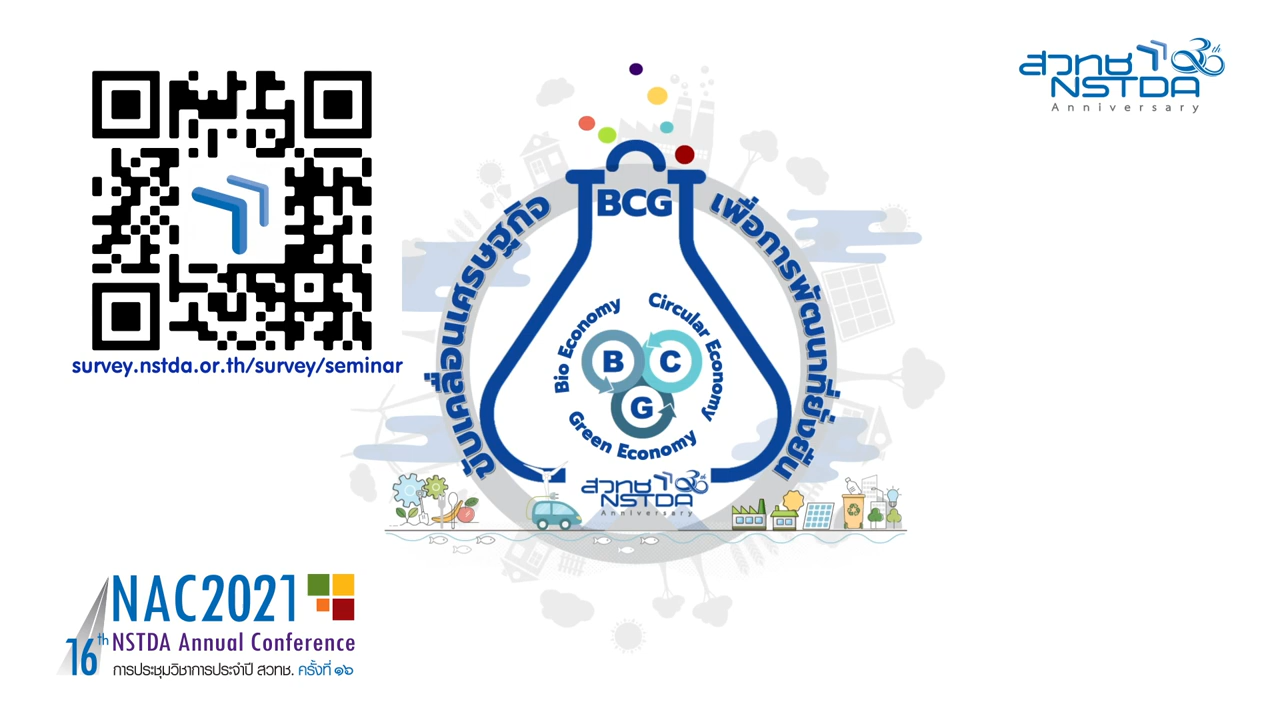 สวทช 30th
NSTDA
Anniversary
survey.nstda.or.th/survey/seminar
BCG
ขับเคลื่อนเศรษฐกิจ
เพื่อการพัฒนาที่ยั่งยืน
Bio Economy
Circular Economy
B
C
G
Green Economy
สวทช 30th
NSTDA
Anniversary
NAC2021
16th NSTDA Annual Conference
การประชุมวิชาการประจำปี สวทช. ครั้งที่ ๑๖